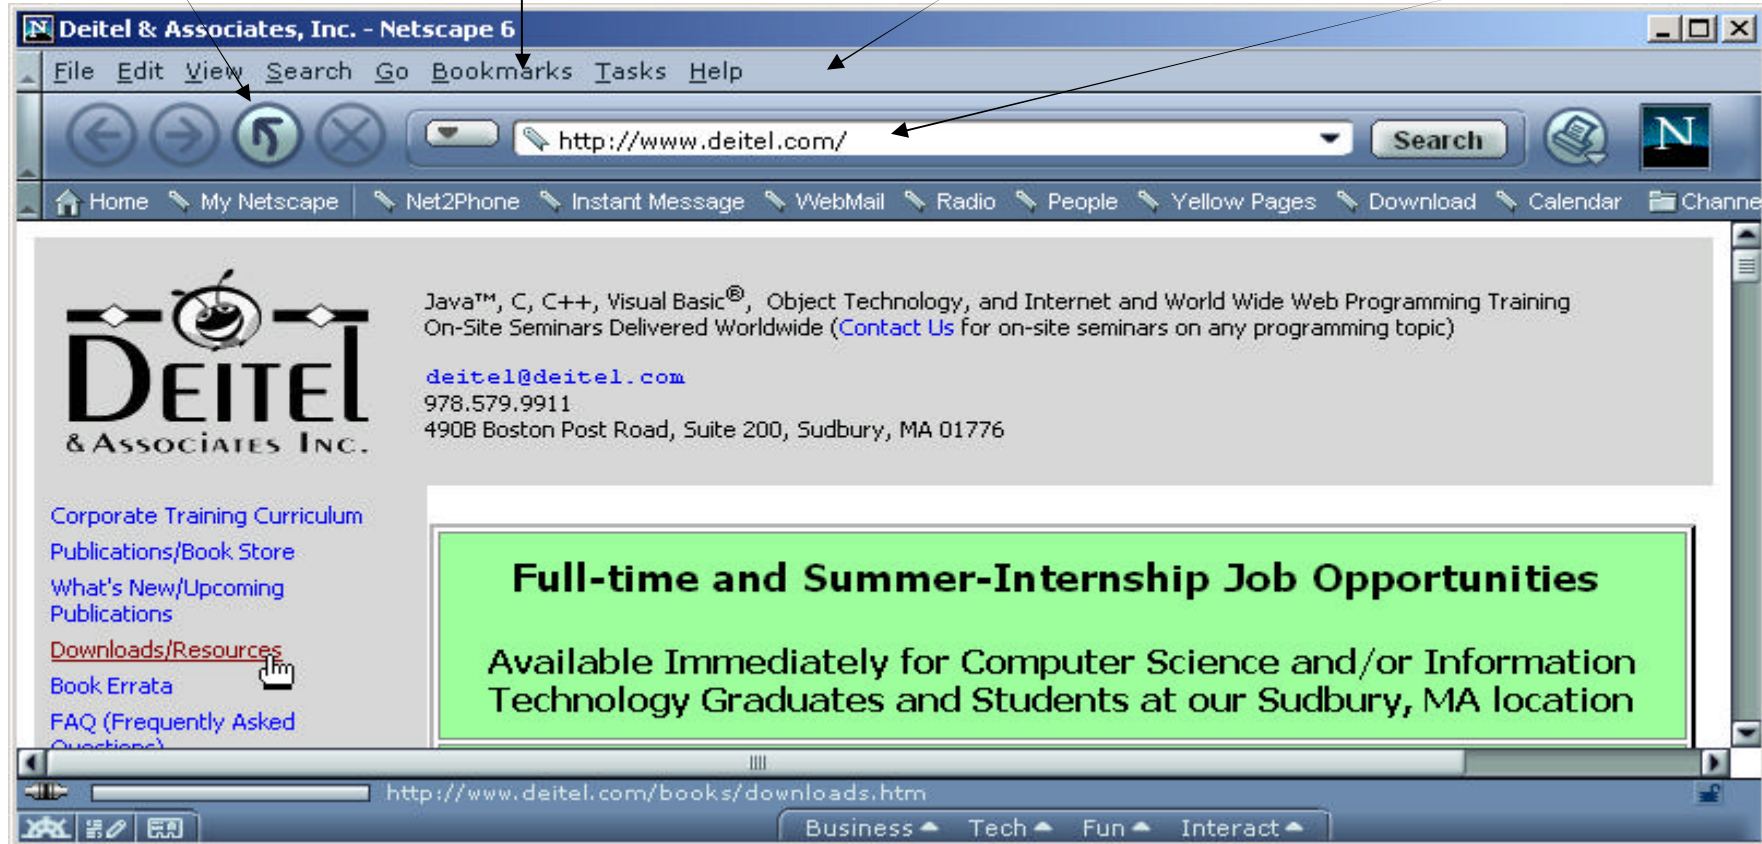 Deitel & Associates, Inc. - Netscape 6
File Edit View Search Go Bookmarks Tasks Help
http://www.deitel.com/ Search N
Home My Netscape Net2Phone Instant Message WebMail Radio People Yellow Pages Download Calendar Channe
DEITEL
& ASSOCIATES INC.
Java™, C, C++, Visual Basic®, Object Technology, and Internet and World Wide Web Programming Training
On-Site Seminars Delivered Worldwide (Contact Us for on-site seminars on any programming topic)
deitel@deitel.com
978.579.9911
490B Boston Post Road, Suite 200, Sudbury, MA 01776
Corporate Training Curriculum
Publications/Book Store
What's New/Upcoming
Publications
Downloads/Resources
Book Errata
FAQ (Frequently Asked
Questions)
Full-time and Summer-Internship Job Opportunities
Available Immediately for Computer Science and/or Information
Technology Graduates and Students at our Sudbury, MA location
http://www.deitel.com/books/downloads.htm
Business Tech Fun Interact